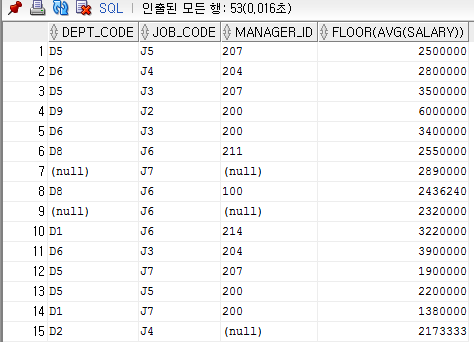 SQL | 인출된 모든 행: 53(0,016초)
DEPT_CODE JOB_CODE MANAGER_ID FLOOR(AVG(SALARY))
1 D5 J5 207 2500000
2 D6 J4 204 2800000
3 D5 J3 207 3500000
4 D9 J2 200 6000000
5 D6 J3 200 3400000
6 D8 J6 211 2550000
7 (null) J7 (null) 2890000
8 D8 J6 100 2436240
9 (null) J6 (null) 2320000
10 D1 J6 214 3220000
11 D6 J3 204 3900000
12 D5 J7 207 1900000
13 D5 J5 200 2200000
14 D1 J7 200 1380000
15 D2 J4 (null) 2173333